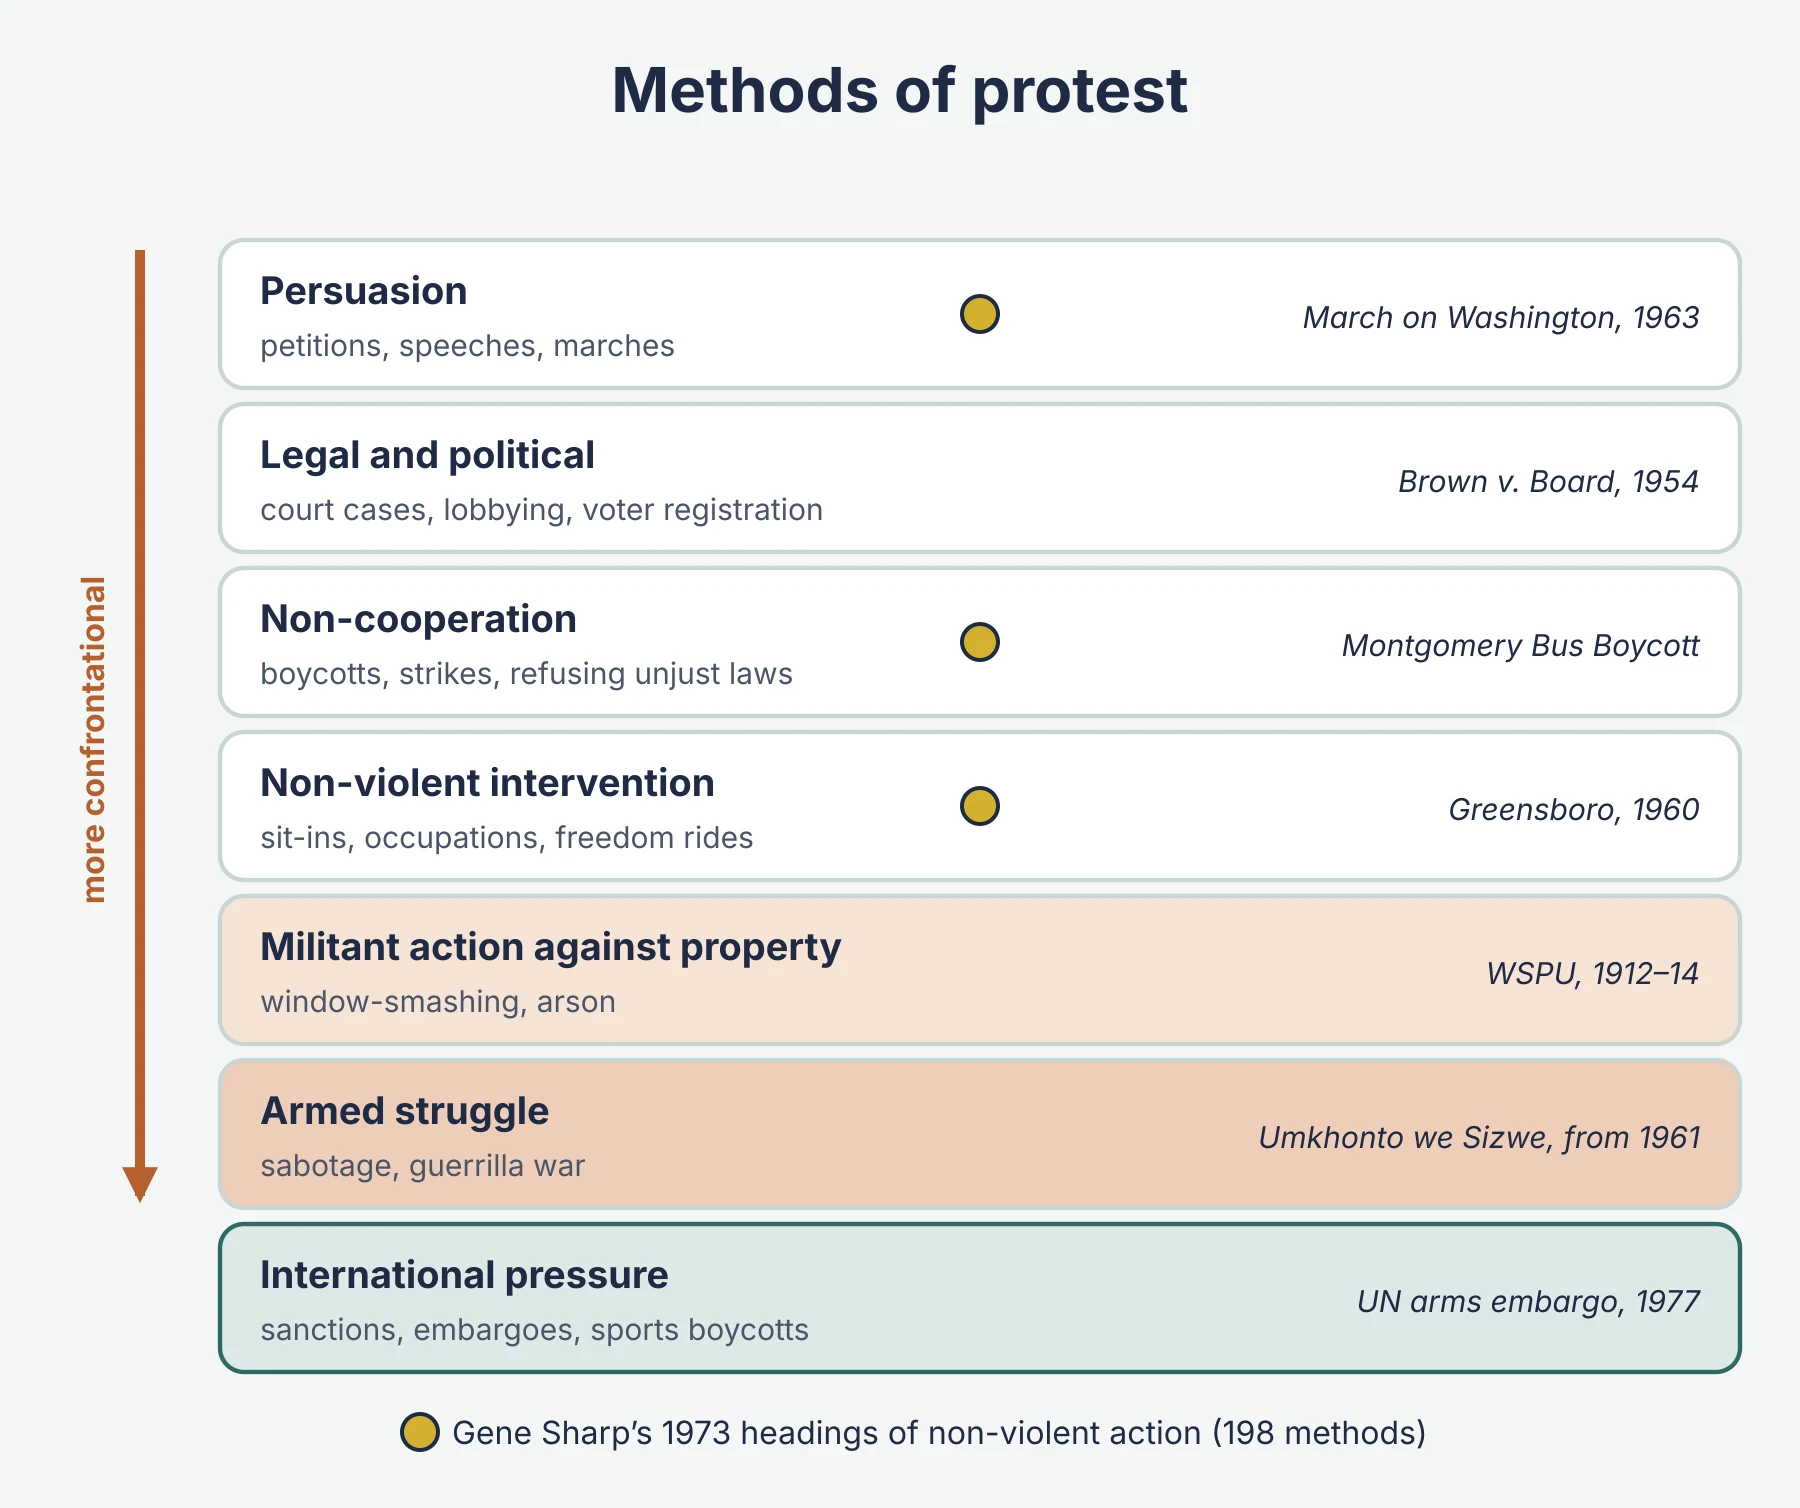 Methods of protest
more confrontational
Persuasion
petitions, speeches, marches
March on Washington, 1963
Legal and political
court cases, lobbying, voter registration
Brown v. Board, 1954
Non-cooperation
boycotts, strikes, refusing unjust laws
Montgomery Bus Boycott
Non-violent intervention
sit-ins, occupations, freedom rides
Greensboro, 1960
Militant action against property
window-smashing, arson
WSPU, 1912–14
Armed struggle
sabotage, guerrilla war
Umkhonto we Sizwe, from 1961
International pressure
sanctions, embargoes, sports boycotts
UN arms embargo, 1977
Gene Sharp’s 1973 headings of non-violent action (198 methods)